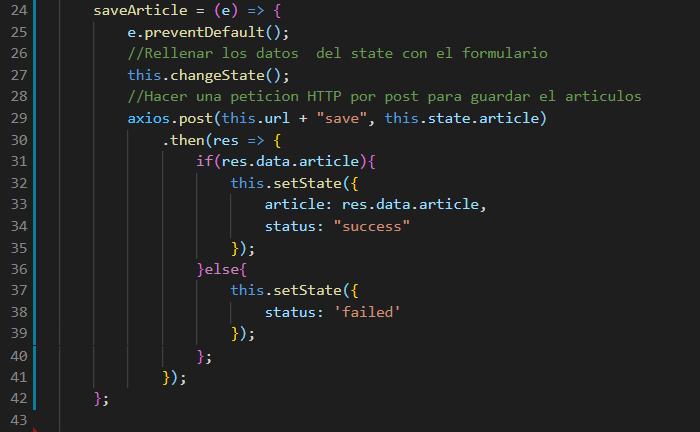 24 saveArticle = (e) => {
25 e.preventDefault();
26 //Rellenar los datos  del state con el formulario
27 this.changeState();
28 //Hacer una peticion HTTP por post para guardar el articulos
29 axios.post(this.url + "save", this.state.article)
30 .then(res => {
31 if(res.data.article){
32 this.setState({
33 article: res.data.article,
34 status: "success"
35 });
36 }else{
37 this.setState({
38 status: 'failed'
39 });
40 };
41 });
42 };
43